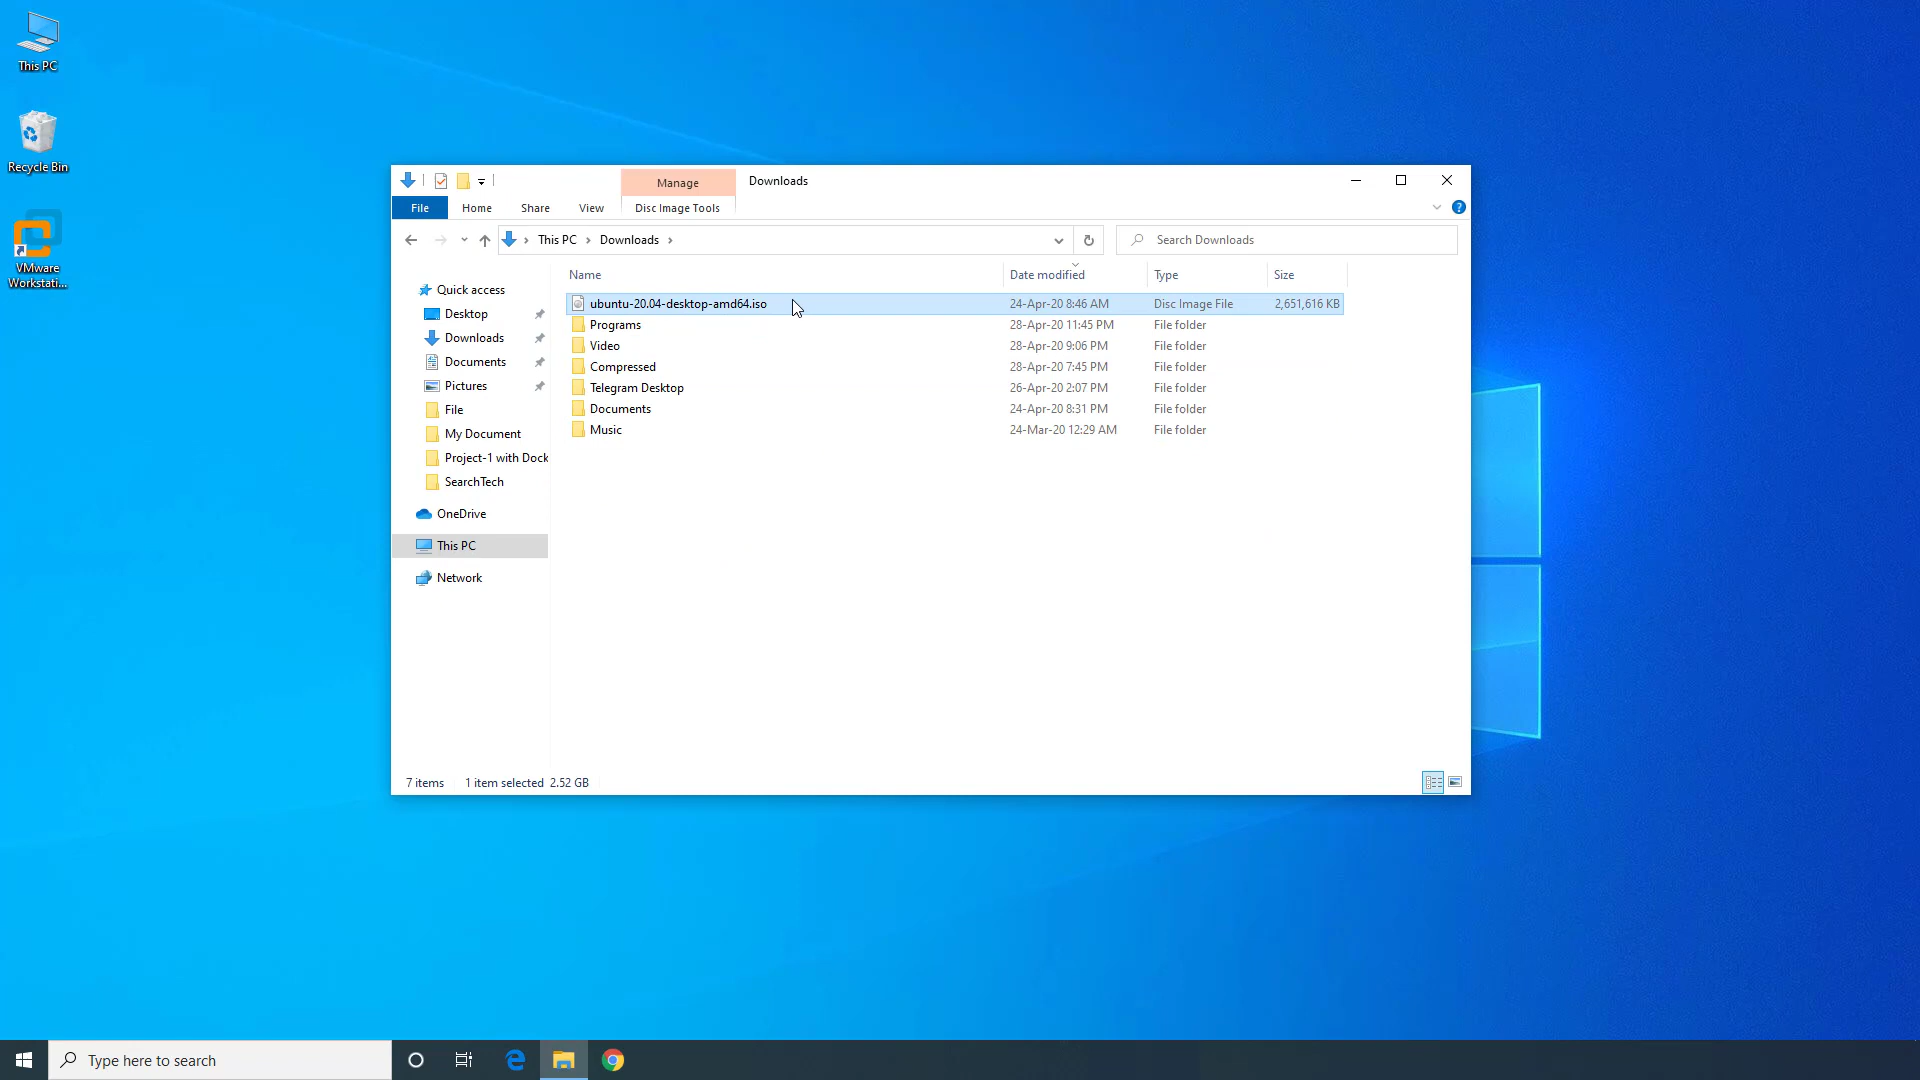 This PC
Recycle Bin
VMware
Workstati...
Manage
Downloads
File
Home
Share
View
Disc Image Tools
This PC
Downloads
Search Downloads
Quick access
Desktop
Downloads
Documents
Pictures
File
My Document
Project-1 with Dock
SearchTech
OneDrive
This PC
Network
Name Date modified Type Size
ubuntu-20.04-desktop-amd64.iso 24-Apr-20 8:46 AM Disc Image File 2,651,616 KB
Programs 28-Apr-20 11:45 PM File folder
Video 28-Apr-20 9:06 PM File folder
Compressed 28-Apr-20 7:45 PM File folder
Telegram Desktop 26-Apr-20 2:07 PM File folder
Documents 24-Apr-20 8:31 PM File folder
Music 24-Mar-20 12:29 AM File folder
7 items 1 item selected 2.52 GB
Type here to search